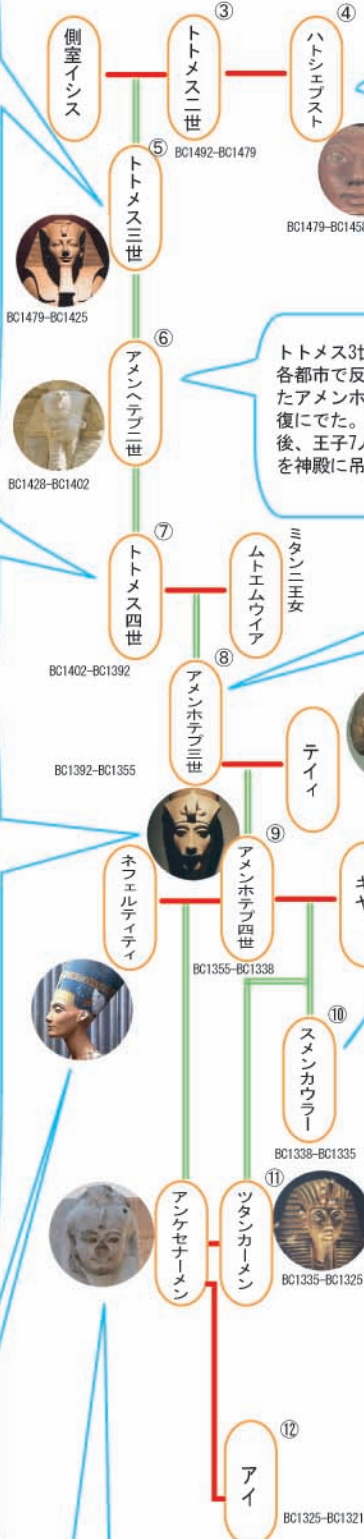 ③
④
側室イシス
トトメス二世
ハトシェプスト
BC1492-BC1479
⑤
トトメス三世
BC1479-BC1458
BC1479-BC1425
⑥
アメンヘテプ二世
BC1428-BC1402
トトメス3世
各都市で反
たアメンホ
復にでた。
後、王子7人
を神殿に吊
⑦
トトメス四世
ムトエムウイア
ミタンニ王女
BC1402-BC1392
⑧
アメンホテプ三世
BC1392-BC1355
テイィ
⑨
ネフェルティティ
アメンホテプ四世
キヤ
BC1355-BC1338
⑩
スメンカウラー
BC1338-BC1335
⑪
アンケセナーメン
ツタンカーメン
BC1335-BC1325
⑫
アイ
BC1325-BC1321